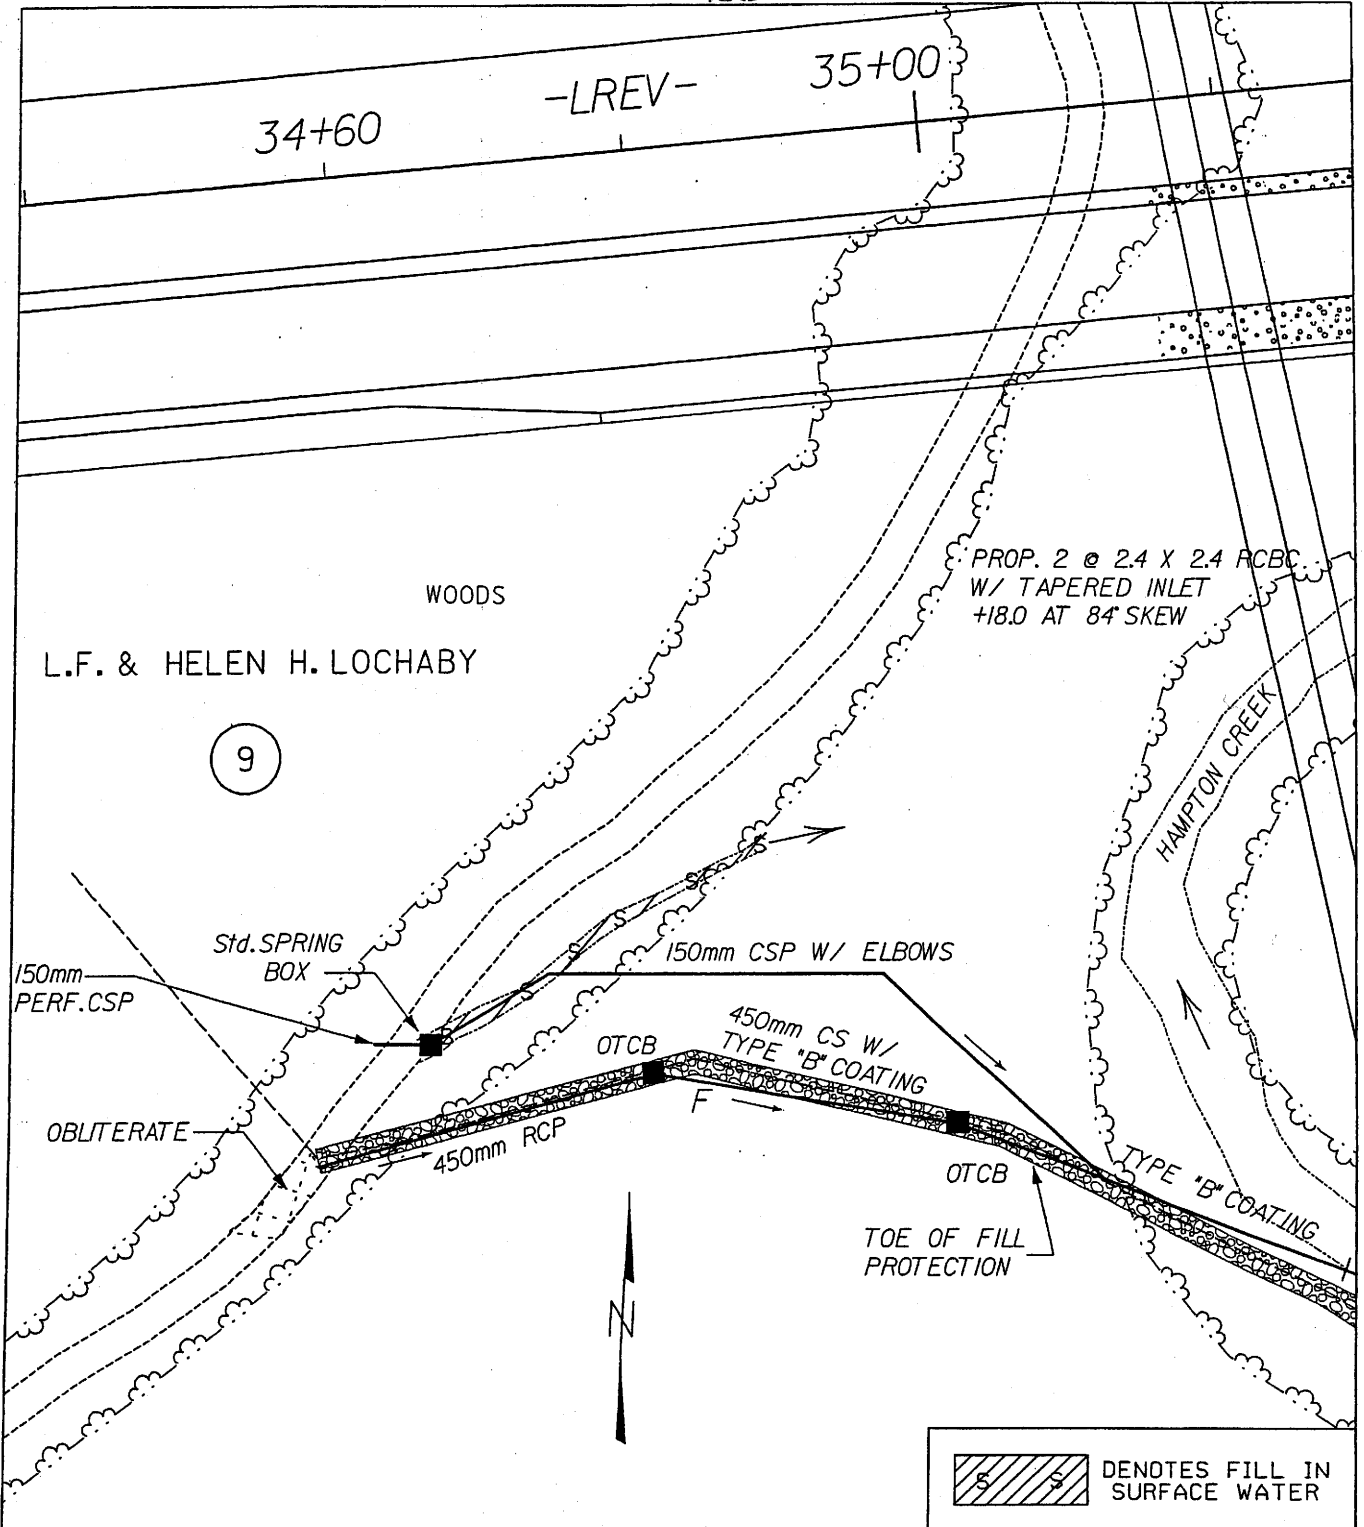 35+00
-LREV-
34+60
PROP. 2 @ 2.4 X 2.4 RCBC
W/ TAPERED INLET
+18.0 AT 84° SKEW
WOODS
L.F. & HELEN H. LOCHABY
9
HAMPTON CREEK
Std. SPRING
BOX
150mm
PERF. CSP
150mm CSP W/ ELBOWS
450mm CS W/
TYPE "B" COATING
OTCB
F
OBLITERATE
450mm RCP
OTCB
TYPE "B" COATING
TOE OF FILL
PROTECTION
N
S
S
S
S
S
S
S S DENOTES FILL IN
SURFACE WATER